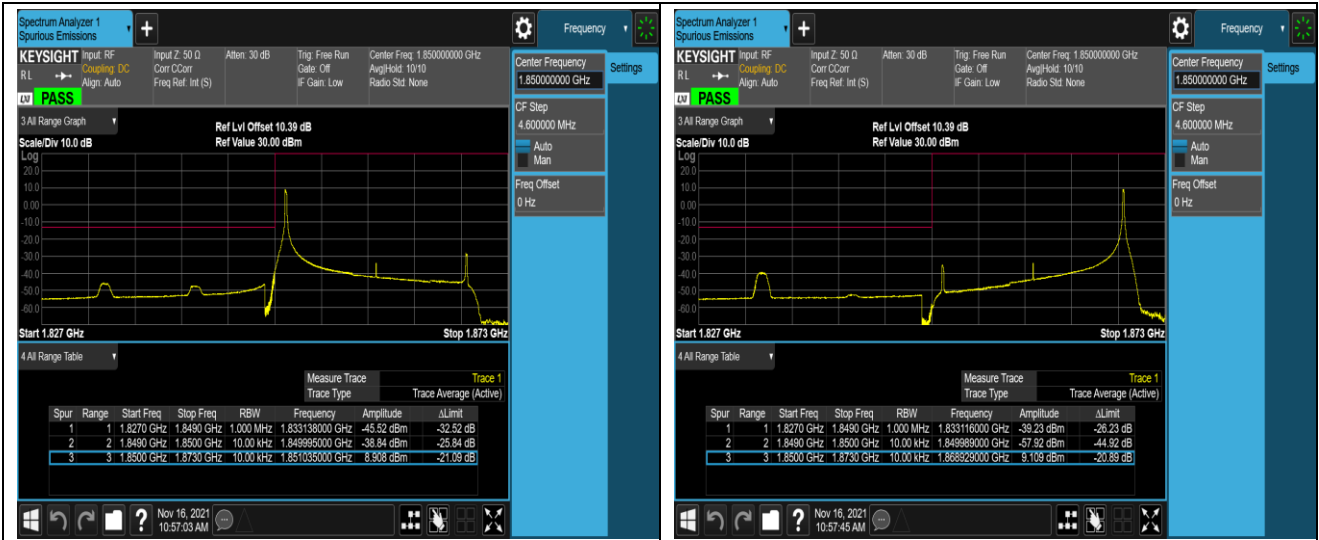 Spectrum Analyzer 1
Spurious Emissions
+
Frequency
KEYSIGHT Input: RF Input Z: 50 Ω Atten: 30 dB Trig: Free Run Center Freq: 1.850000000 GHz
Coupling: DC Corr CCorr Gate: Off Avg|Hold: 10/10
RL Align: Auto Freq Ref: Int (S) IF Gain: Low Radio Std: None
PASS
Center Frequency
1.850000000 GHz
Settings
CF Step
4.600000 MHz
Auto
Man
Freq Offset
0 Hz
3 All Range Graph
Ref Lvl Offset 10.39 dB
Scale/Div 10.0 dB Ref Value 30.00 dBm
Log
20.0
10.0
0.00
-10.0
-20.0
-30.0
-40.0
-50.0
-60.0
Start 1.827 GHz Stop 1.873 GHz
4 All Range Table
Measure Trace Trace 1
Trace Type Trace Average (Active)
Spur Range Start Freq Stop Freq RBW Frequency Amplitude ΔLimit
1 1 1.8270 GHz 1.8490 GHz 1.000 MHz 1.833138000 GHz -45.52 dBm -32.52 dB
2 2 1.8490 GHz 1.8500 GHz 10.00 kHz 1.849995000 GHz -38.84 dBm -25.84 dB
3 3 1.8500 GHz 1.8730 GHz 10.00 kHz 1.851035000 GHz 8.908 dBm -21.09 dB
? Nov 16, 2021
10:57:03 AM
Spectrum Analyzer 1
Spurious Emissions
+
Frequency
KEYSIGHT Input: RF Input Z: 50 Ω Atten: 30 dB Trig: Free Run Center Freq: 1.850000000 GHz
Coupling: DC Corr CCorr Gate: Off Avg|Hold: 10/10
RL Align: Auto Freq Ref: Int (S) IF Gain: Low Radio Std: None
PASS
Center Frequency
1.850000000 GHz
Settings
CF Step
4.600000 MHz
Auto
Man
Freq Offset
0 Hz
3 All Range Graph
Ref Lvl Offset 10.39 dB
Scale/Div 10.0 dB Ref Value 30.00 dBm
Log
20.0
10.0
0.00
-10.0
-20.0
-30.0
-40.0
-50.0
-60.0
Start 1.827 GHz Stop 1.873 GHz
4 All Range Table
Measure Trace Trace 1
Trace Type Trace Average (Active)
Spur Range Start Freq Stop Freq RBW Frequency Amplitude ΔLimit
1 1 1.8270 GHz 1.8490 GHz 1.000 MHz 1.833116000 GHz -39.23 dBm -26.23 dB
2 2 1.8490 GHz 1.8500 GHz 10.00 kHz 1.849989000 GHz -57.92 dBm -44.92 dB
3 3 1.8500 GHz 1.8730 GHz 10.00 kHz 1.868929000 GHz 9.109 dBm -20.89 dB
? Nov 16, 2021
10:57:45 AM